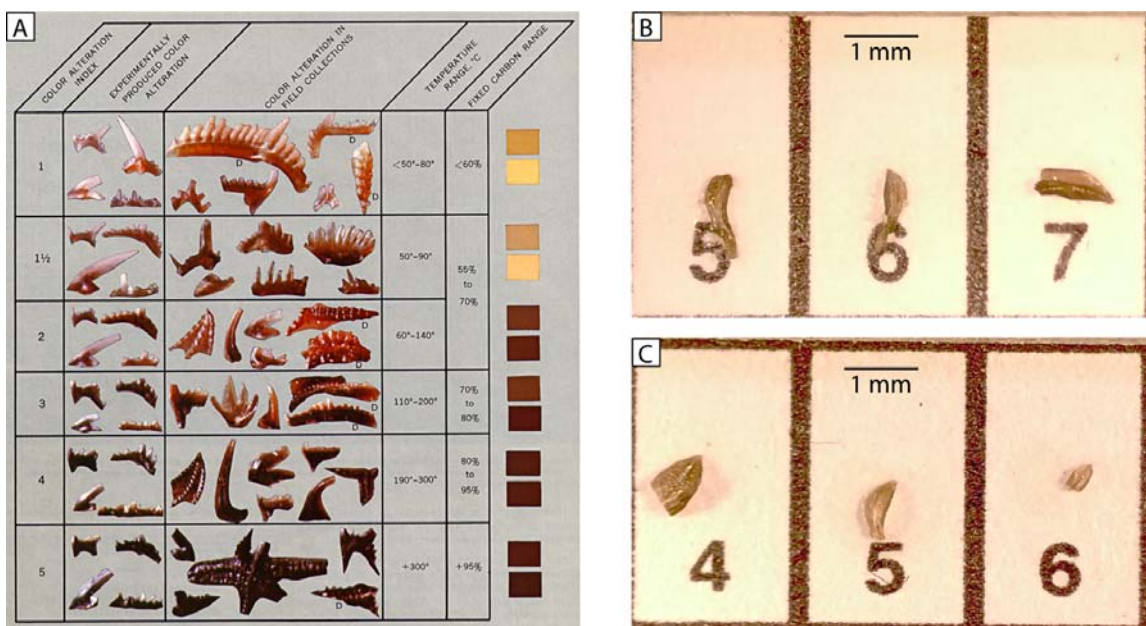 A
COLOR ALTERATION
INDEX
EXPERIMENTALLY
PRODUCED COLOR
ALTERATION
COLOR ALTERATION IN
FIELD COLLECTIONS
TEMPERATURE
RANGE, °C
FIXED CARBON RANGE
1
D
D
D
<50°-80°
<60%
1½
50°-90°
55%
to
70%
2
D
D
60°-140°
3
D
D
110°-200°
70%
to
80%
4
190°-300°
80%
to
95%
5
D
+300°
+95%
B
1 mm
5
6
7
C
1 mm
4
5
6